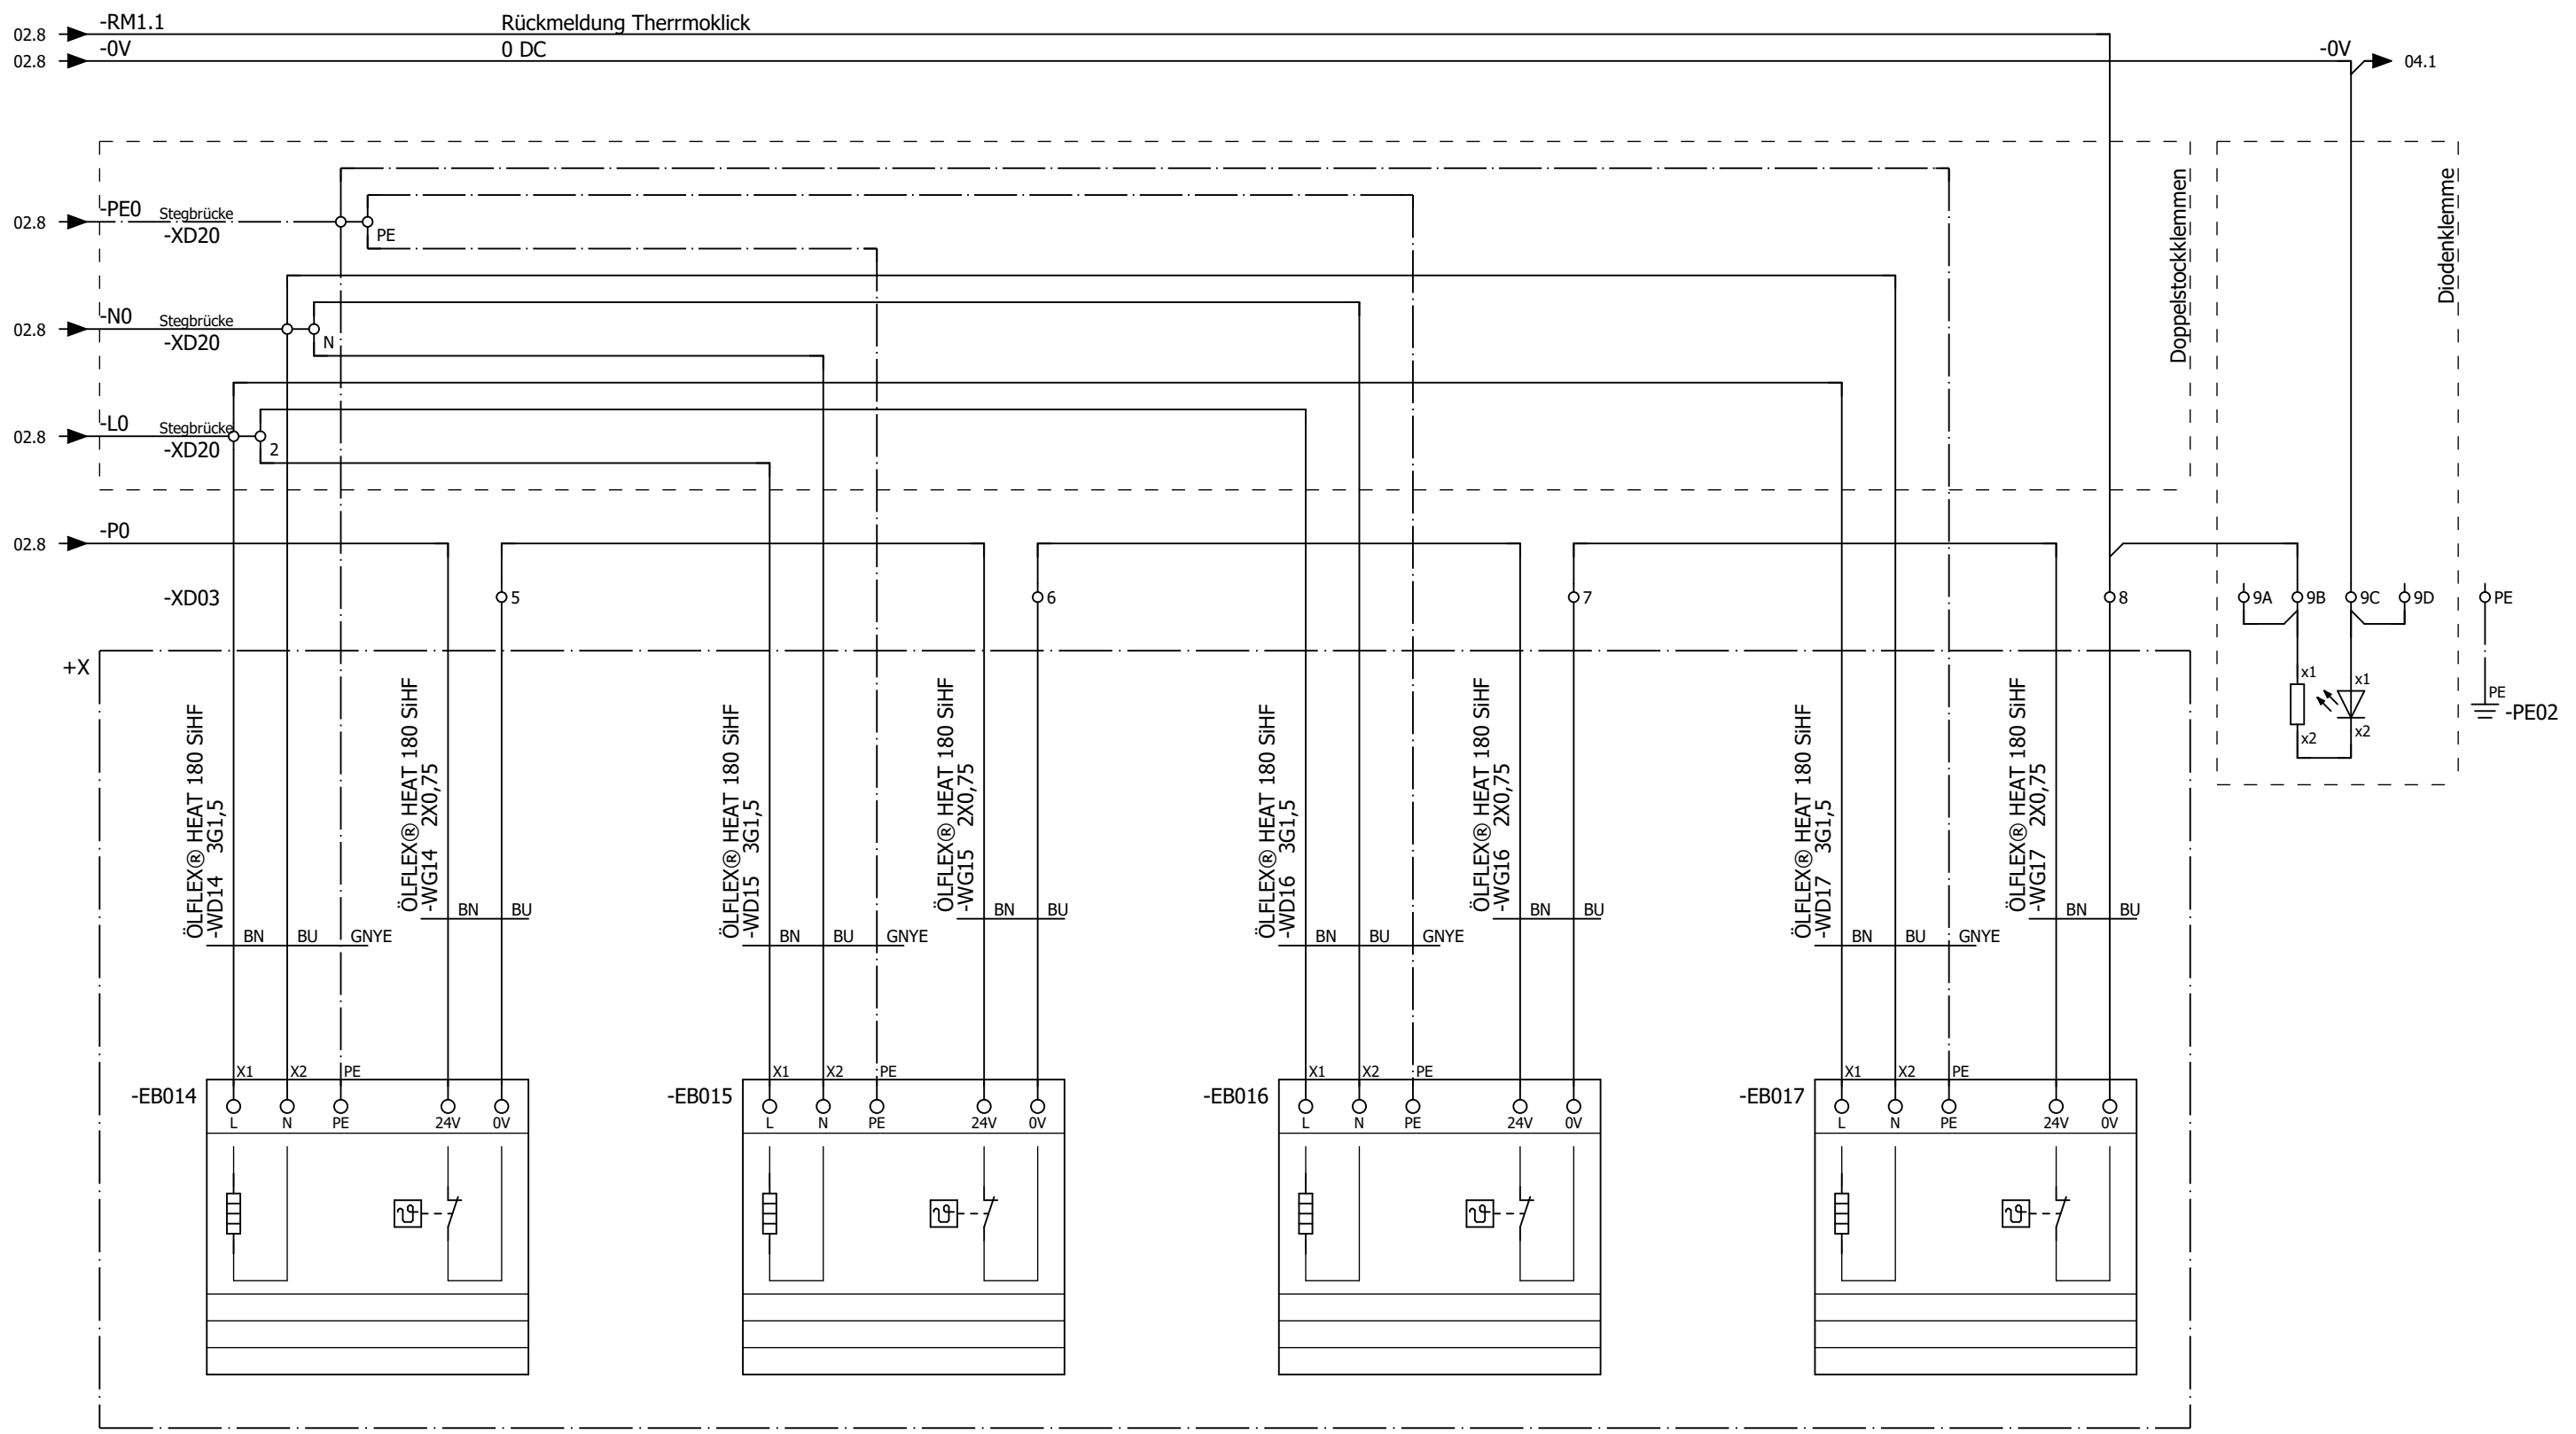 -RM1.1 Rückmeldung Therrmoklick
02.8
-0V 0 DC -0V
02.8 04.1
Doppelstockklemmen
Diodenklemme
-PE0 Stegbrücke
02.8
-XD20 PE
-N0 Stegbrücke
02.8
-XD20 N
-L0 Stegbrücke
02.8
-XD20 2
-P0
02.8
-XD03 5 6 7 8 9A 9B 9C 9D PE
+X
x1 x1
x2 x2
PE
-PE02
ÖLFLEX® HEAT 180 SiHF
-WD14 3G1,5
ÖLFLEX® HEAT 180 SiHF
-WG14 2X0,75
ÖLFLEX® HEAT 180 SiHF
-WD15 3G1,5
ÖLFLEX® HEAT 180 SiHF
-WG15 2X0,75
ÖLFLEX® HEAT 180 SiHF
-WD16 3G1,5
ÖLFLEX® HEAT 180 SiHF
-WG16 2X0,75
ÖLFLEX® HEAT 180 SiHF
-WD17 3G1,5
ÖLFLEX® HEAT 180 SiHF
-WG17 2X0,75
BN BU BN BU BN BU BN BU
BN BU GNYE BN BU GNYE BN BU GNYE BN BU GNYE
X1 X2 PE X1 X2 PE X1 X2 PE X1 X2 PE
-EB014 -EB015 -EB016 -EB017
L N PE 24V 0V L N PE 24V 0V L N PE 24V 0V L N PE 24V 0V
ϑ ϑ ϑ ϑ